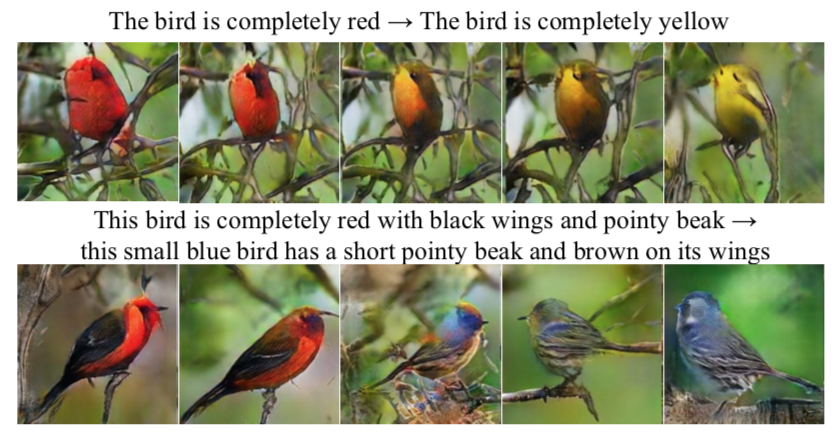 The bird is completely red → The bird is completely yellow
This bird is completely red with black wings and pointy beak →
this small blue bird has a short pointy beak and brown on its wings